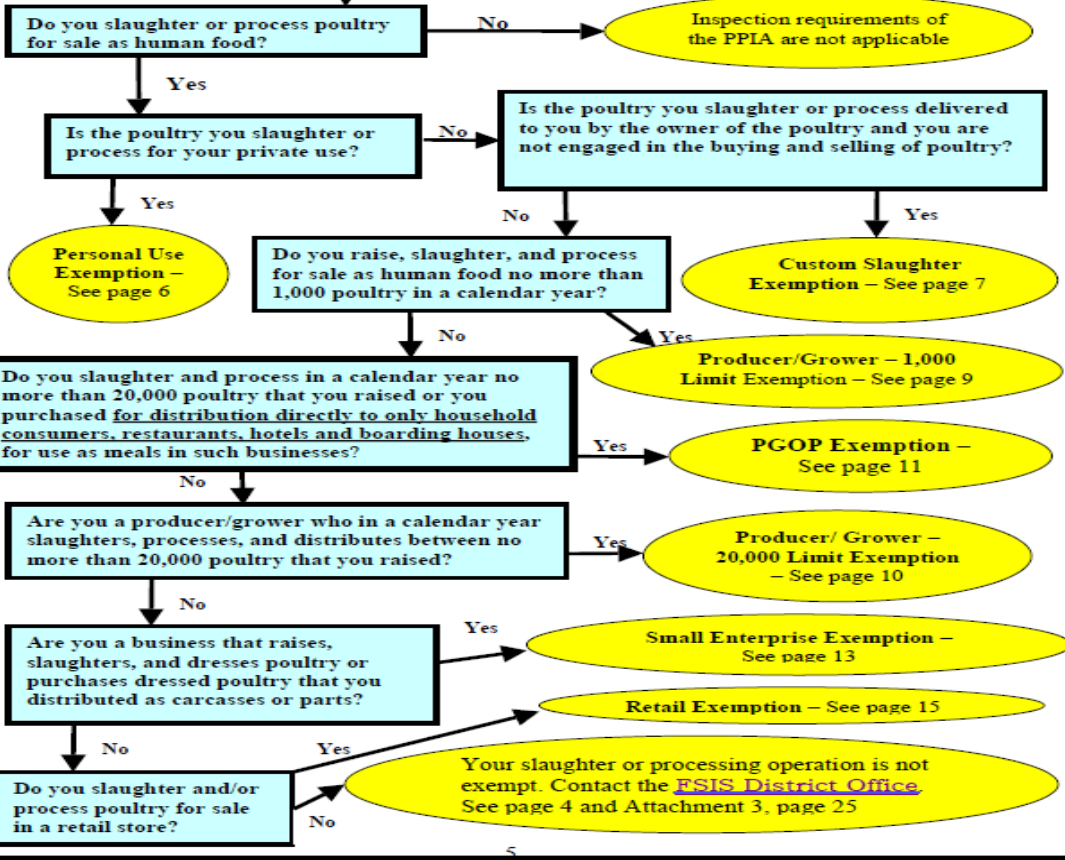 Do you slaughter or process poultry
for sale as human food?
No
Inspection requirements of
the PPIA are not applicable
Yes
Is the poultry you slaughter or
process for your private use?
No
Is the poultry you slaughter or process delivered
to you by the owner of the poultry and you are
not engaged in the buying and selling of poultry?
Yes
No
Yes
Personal Use
Exemption –
See page 6
Do you raise, slaughter, and process
for sale as human food no more than
1,000 poultry in a calendar year?
Custom Slaughter
Exemption – See page 7
No
Yes
Producer/Grower – 1,000
Limit Exemption – See page 9
Do you slaughter and process in a calendar year no
more than 20,000 poultry that you raised or you
purchased for distribution directly to only household
consumers, restaurants, hotels and boarding houses,
for use as meals in such businesses?
Yes
PGOP Exemption –
See page 11
No
Are you a producer/grower who in a calendar year
slaughters, processes, and distributes between no
more than 20,000 poultry that you raised?
Yes
Producer/ Grower –
20,000 Limit Exemption
– See page 10
No
Are you a business that raises,
slaughters, and dresses poultry or
purchases dressed poultry that you
distributed as carcasses or parts?
Yes
Small Enterprise Exemption –
See page 13
No
Yes
Retail Exemption – See page 15
Do you slaughter and/or
process poultry for sale
in a retail store?
No
Your slaughter or processing operation is not
exempt. Contact the FSIS District Office.
See page 4 and Attachment 3, page 25
5